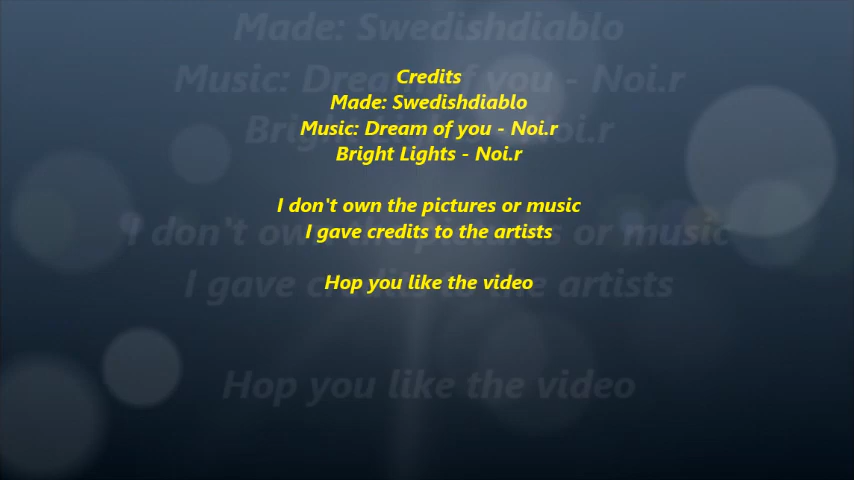 Credits
Made: Swedishdiablo
Music: Dream of you - Noi.r
Bright Lights - Noi.r
I don't own the pictures or music
I gave credits to the artists
Hop you like the video